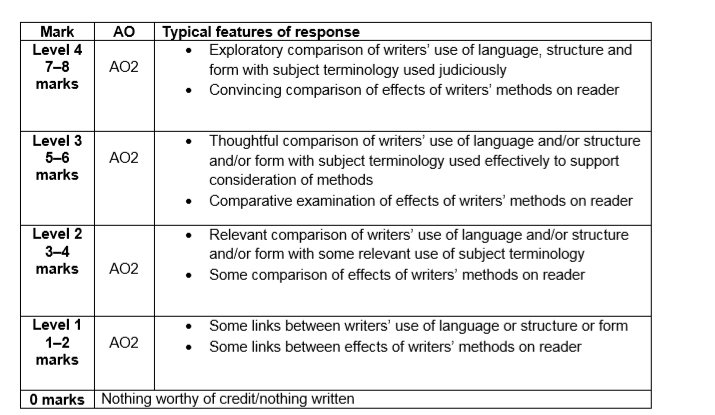 Mark AO Typical features of response
Level 4
7–8
marks
AO2
• Exploratory comparison of writers’ use of language, structure and
form with subject terminology used judiciously
• Convincing comparison of effects of writers’ methods on reader
Level 3
5–6
marks
AO2
• Thoughtful comparison of writers’ use of language and/or structure
and/or form with subject terminology used effectively to support
consideration of methods
• Comparative examination of effects of writers’ methods on reader
Level 2
3–4
marks
AO2
• Relevant comparison of writers’ use of language and/or structure
and/or form with some relevant use of subject terminology
• Some comparison of effects of writers’ methods on reader
Level 1
1–2
marks
AO2
• Some links between writers’ use of language or structure or form
• Some links between effects of writers’ methods on reader
0 marks Nothing worthy of credit/nothing written